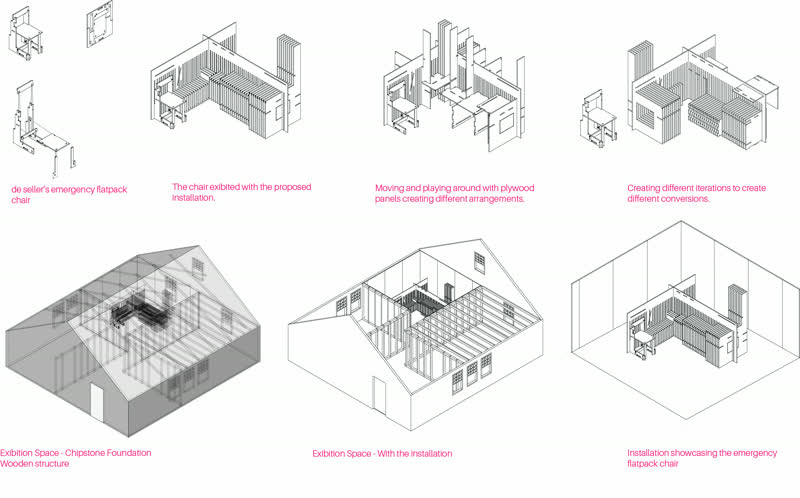 de seller's emergency flatpack
chair
The chair exibited with the proposed
Installation.
Moving and playing around with plywood
panels creating different arrangements.
Creating different iterations to create
different conversions.
Exibition Space - Chipstone Foundation
Wooden structure
Exibition Space - With the installation
Installation showcasing the emergency
flatpack chair